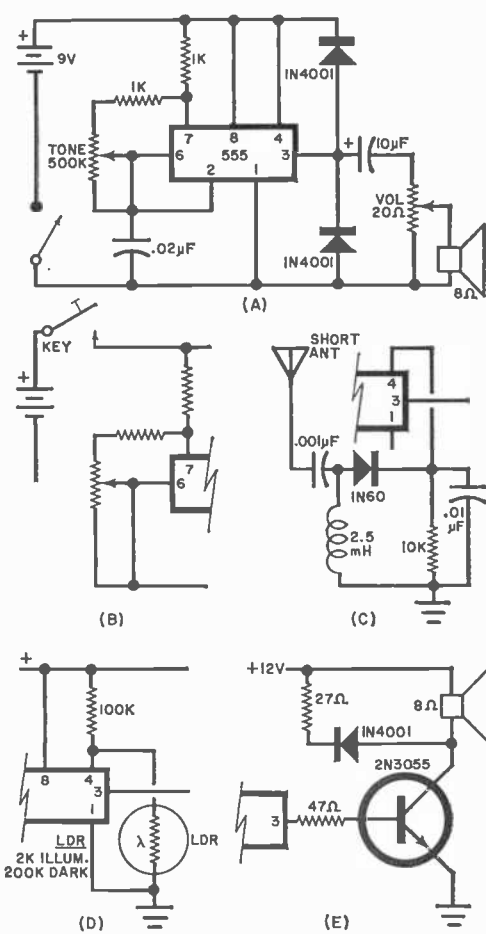 +
9V
1K
1K
TONE
500K
7
8
4
6
555
3
2
1
.02µF
1N4001
1N4001
+
10µF
VOL
20Ω
8Ω
(A)
KEY
+
7
6
(B)
SHORT
ANT
4
3
1
.001µF
1N60
2.5
mH
10K
.01
µF
(C)
+
100K
8
4
3
1
LDR
2K ILLUM.
200K DARK
λ
LDR
(D)
+12V
27Ω
1N4001
8Ω
2N3055
3
47Ω
(E)